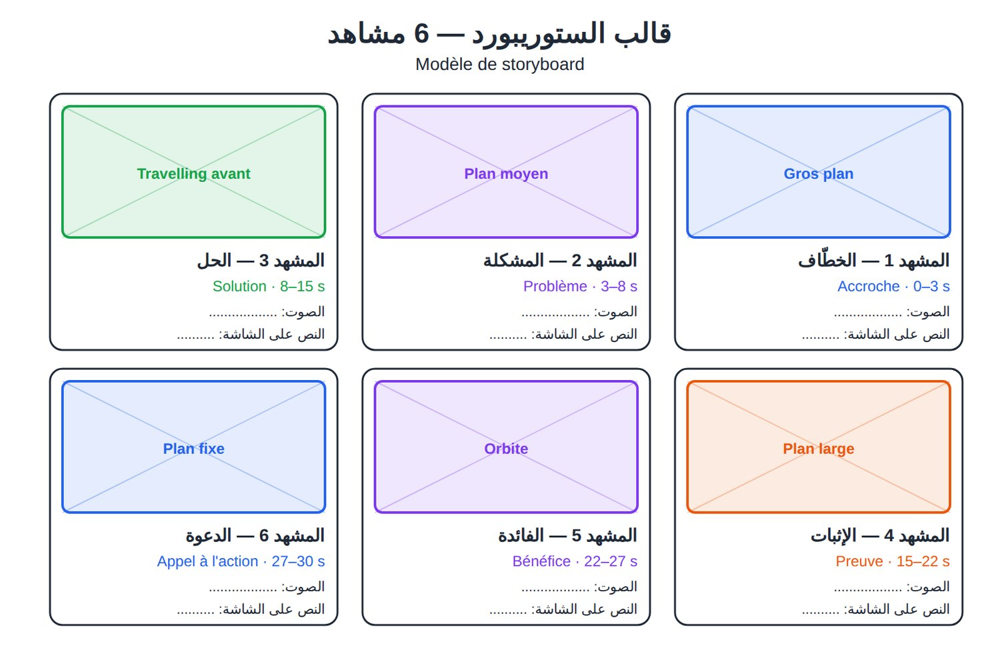 قالب الستوريبورد — 6 مشاهد
Modèle de storyboard
Gros plan
المشهد 1 — الخطّاف
Accroche · 0–3 s
الصوت: ..................
النص على الشاشة: ..........
Plan moyen
المشهد 2 — المشكلة
Problème · 3–8 s
الصوت: ..................
النص على الشاشة: ..........
Travelling avant
المشهد 3 — الحل
Solution · 8–15 s
الصوت: ..................
النص على الشاشة: ..........
Plan large
المشهد 4 — الإثبات
Preuve · 15–22 s
الصوت: ..................
النص على الشاشة: ..........
Orbite
المشهد 5 — الفائدة
Bénéfice · 22–27 s
الصوت: ..................
النص على الشاشة: ..........
Plan fixe
المشهد 6 — الدعوة
Appel à l'action · 27–30 s
الصوت: ..................
النص على الشاشة: ..........